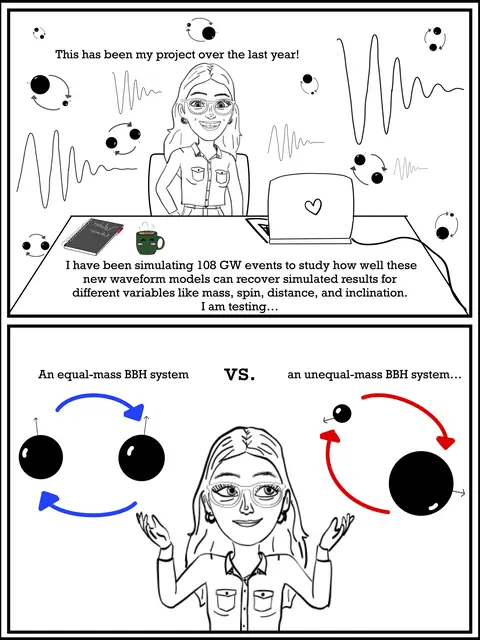 This has been my project over the last year!
I have been simulating 108 GW events to study how well these
new waveform models can recover simulated results for
different variables like mass, spin, distance, and inclination.
I am testing...
An equal-mass BBH system
vs.
an unequal-mass BBH system...